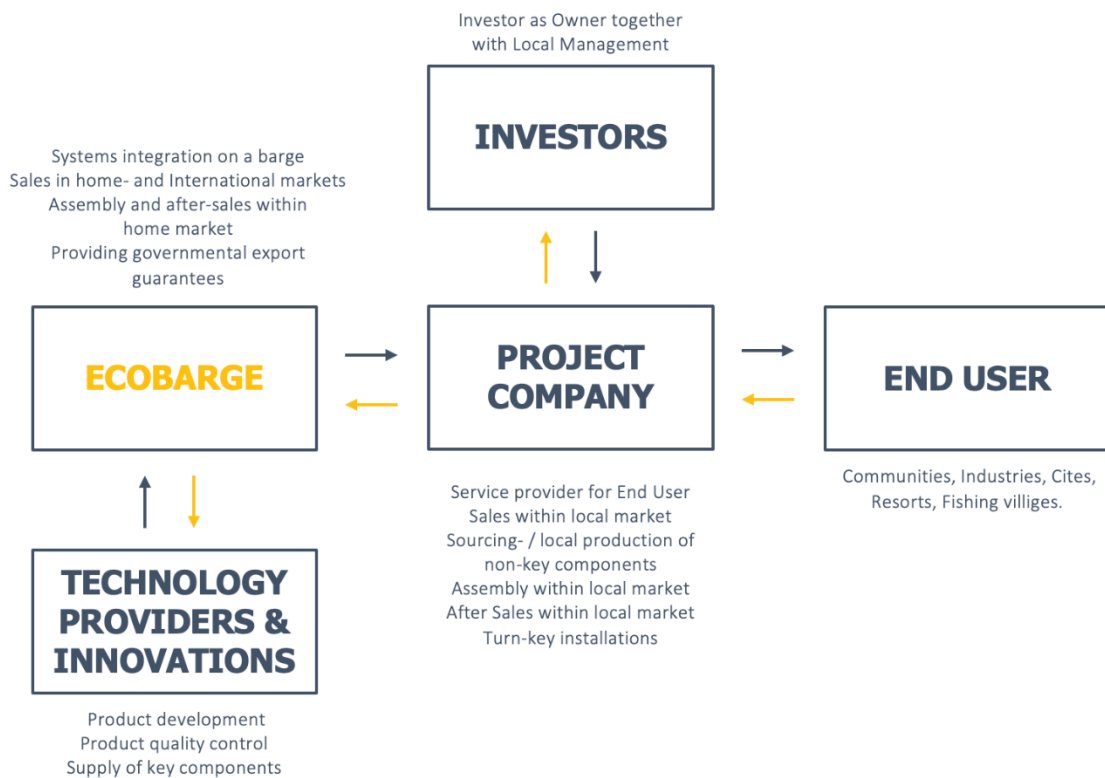 Investor as Owner together
with Local Management
INVESTORS
Systems integration on a barge
Sales in home- and International markets
Assembly and after-sales within
home market
Providing governmental export
guarantees
ECOBARGE
PROJECT
COMPANY
END USER
Service provider for End User
Sales within local market
Sourcing- / local production of
non-key components
Assembly within local market
After Sales within local market
Turn-key installations
Communities, Industries, Cites,
Resorts, Fishing villiges.
TECHNOLOGY
PROVIDERS &
INNOVATIONS
Product development
Product quality control
Supply of key components